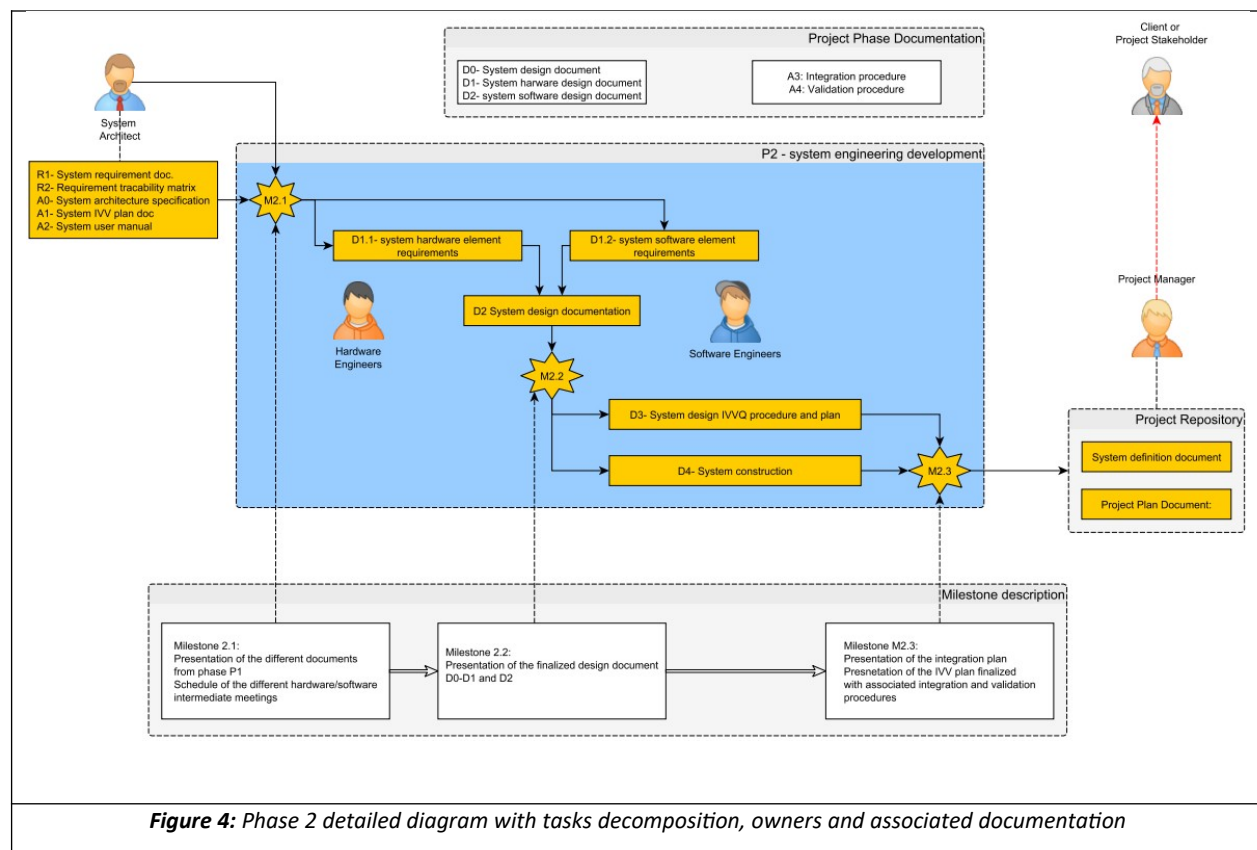 Project Phase Documentation
D0- System design document
D1- System harware design document
D2- system software design document
A3: Integration procedure
A4: Validation procedure
Client or
Project Stakeholder
System
Architect
R1- System requirement doc.
R2- Requirement tracability matrix
A0- System architecture specification
A1- System IVV plan doc
A2- System user manual
P2 - system engineering development
M2.1
D1.1- system hardware element
requirements
D1.2- system software element
requirements
Hardware
Engineers
D2 System design documentation
Software Engineers
M2.2
D3- System design IVVQ procedure and plan
D4- System construction
M2.3
Project Manager
Project Repository
System definition document
Project Plan Document:
Milestone description
Milestone 2.1:
Presentation of the different documents
from phase P1
Schedule of the different hardware/software
intermediate meetings
Milestone 2.2:
Presentation of the finalized design document
D0-D1 and D2
Milestone M2.3:
Presentation of the integration plan
Presnetation of the IVV plan finalized
with associated integration and validation
procedures
Figure 4: Phase 2 detailed diagram with tasks decomposition, owners and associated documentation